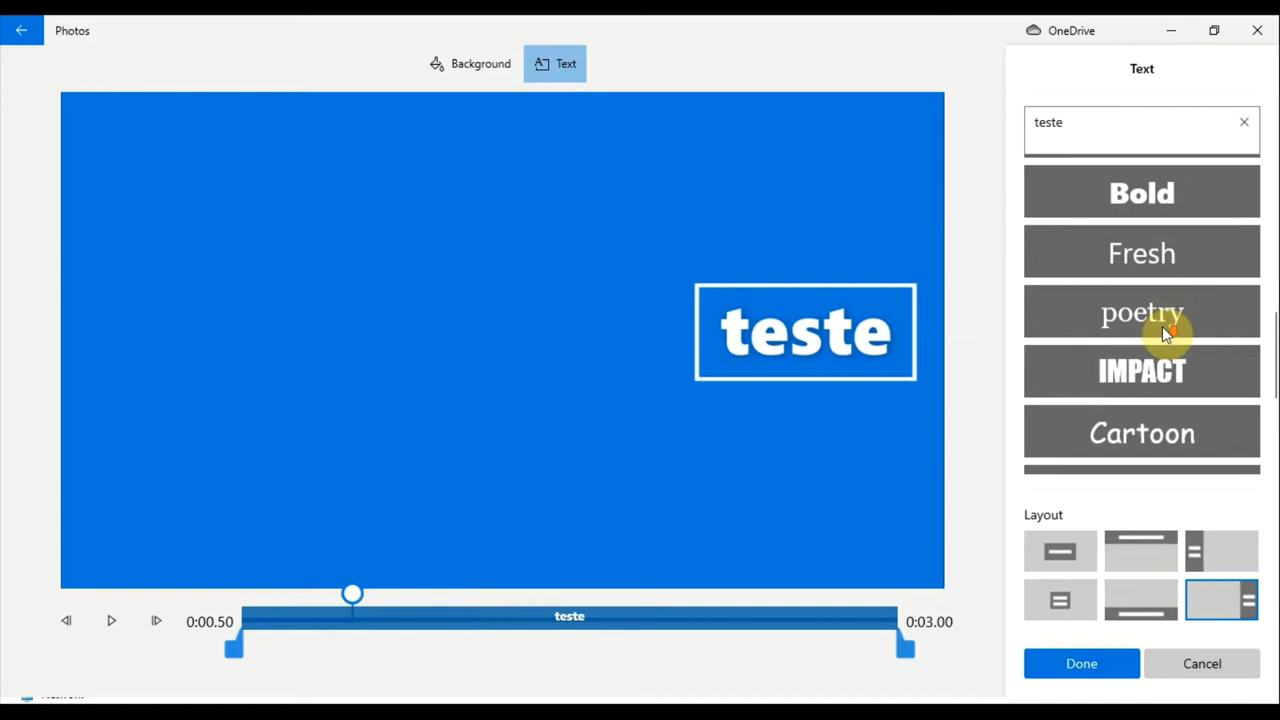 Photos
OneDrive
Background
Text
Text
teste
Bold
Fresh
poetry
IMPACT
Cartoon
teste
Layout
0:00.50
teste
0:03.00
Done
Cancel